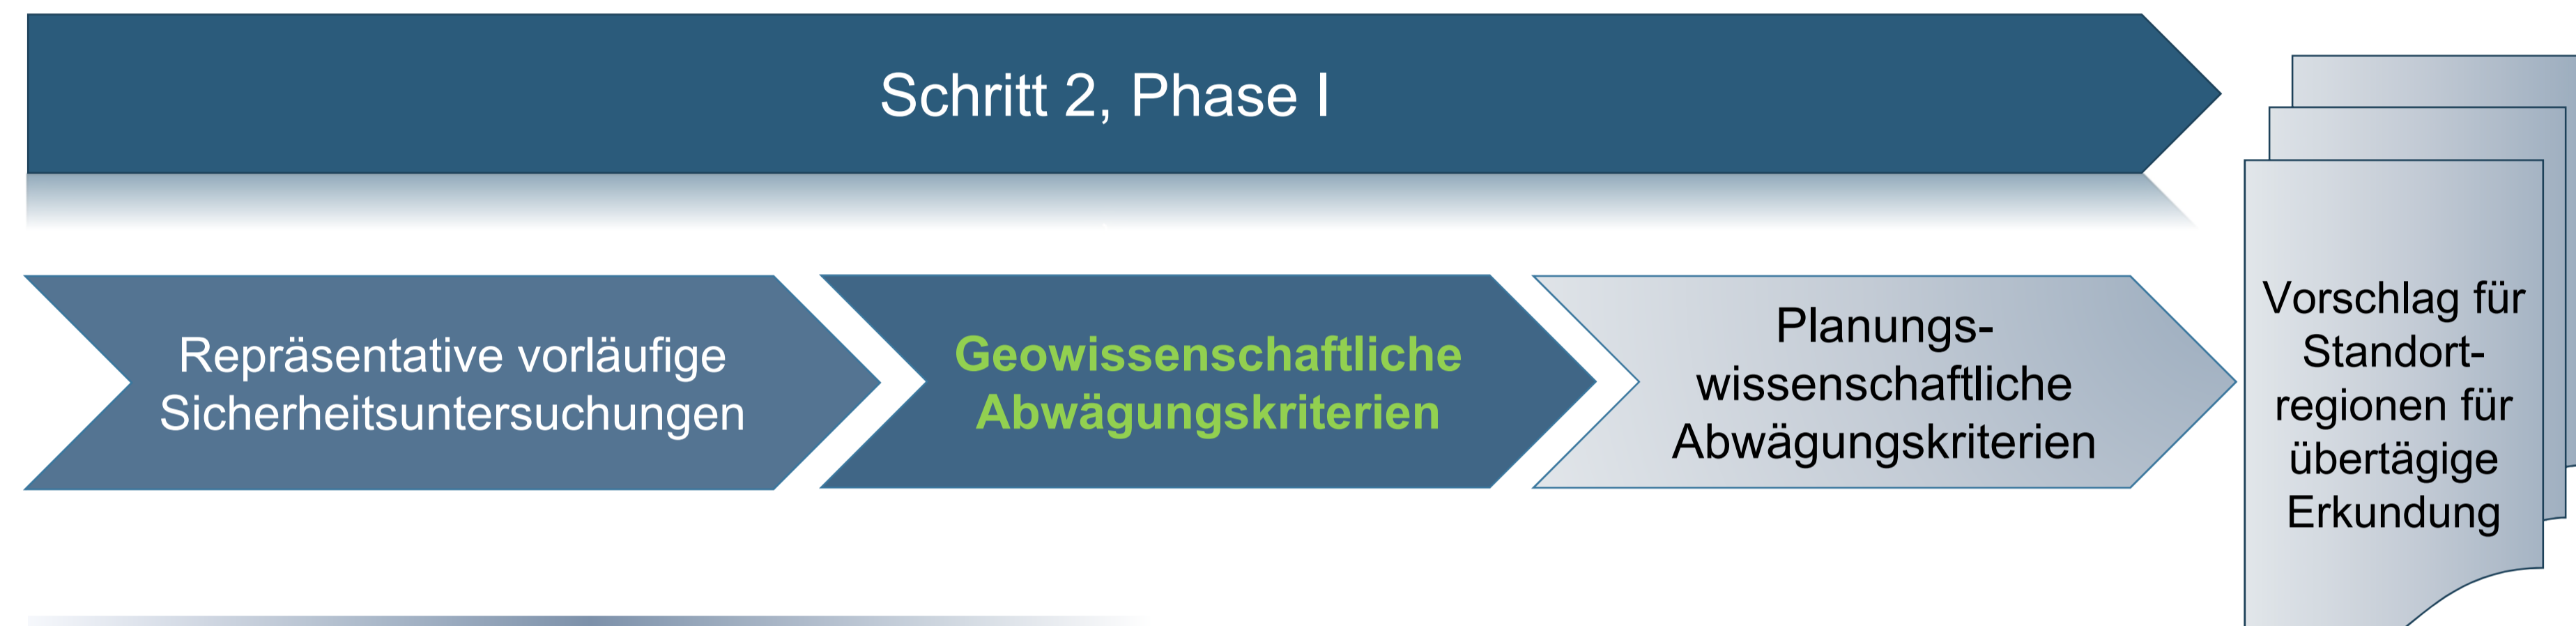 Schritt 2, Phase I
Repräsentative vorläufige
Sicherheitsuntersuchungen
Geowissenschaftliche
Abwägungskriterien
Planungs-
wissenschaftliche
Abwägungskriterien
Vorschlag für
Standort-
regionen für
übertägige
Erkundung